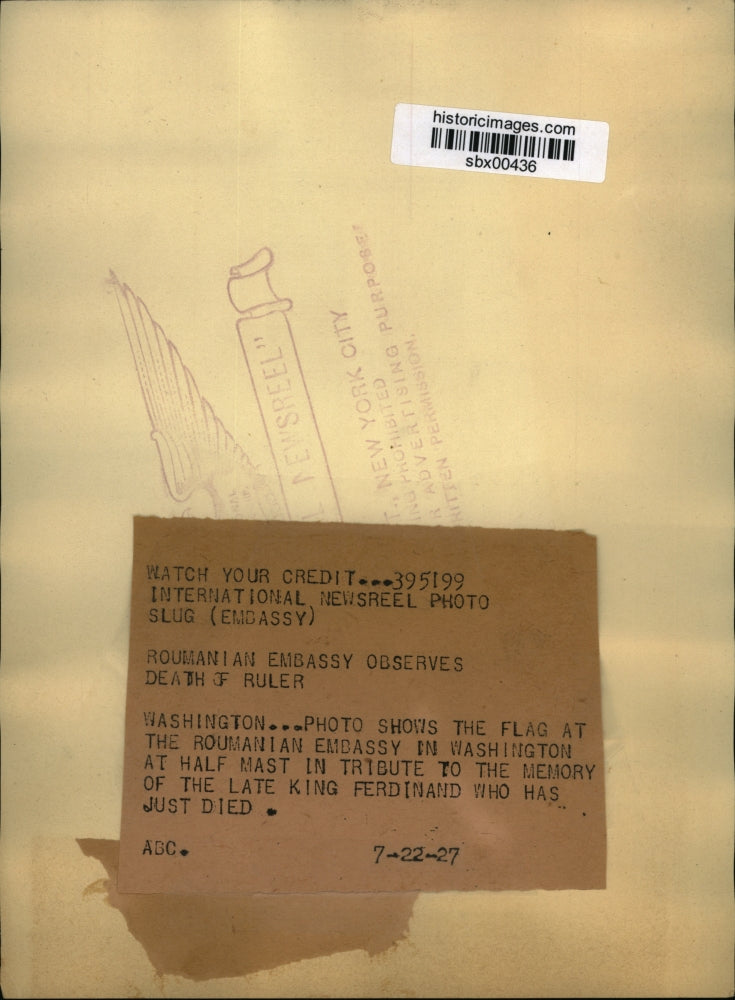 historicimages.com
sbx00436
NEWSREEL"
NEW YORK CITY
PROHIBITED
ADVERTISING PURPOSES
PERMISSION.
WATCH YOUR CREDIT...395199
INTERNATIONAL NEWSREEL PHOTO
SLUG (EMBASSY)
ROUMANIAN EMBASSY OBSERVES
DEATH OF RULER
WASHINGTON...PHOTO SHOWS THE FLAG AT
THE ROUMANIAN EMBASSY IN WASHINGTON
AT HALF MAST IN TRIBUTE TO THE MEMORY
OF THE LATE KING FERDINAND WHO HAS
JUST DIED .
ABC.
7-22-27